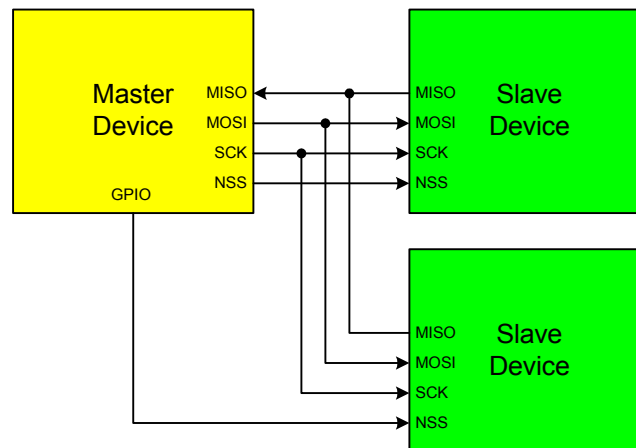 Master
Device
MISO
MOSI
SCK
NSS
GPIO
MISO
MOSI
SCK
NSS
Slave
Device
MISO
MOSI
SCK
NSS
Slave
Device